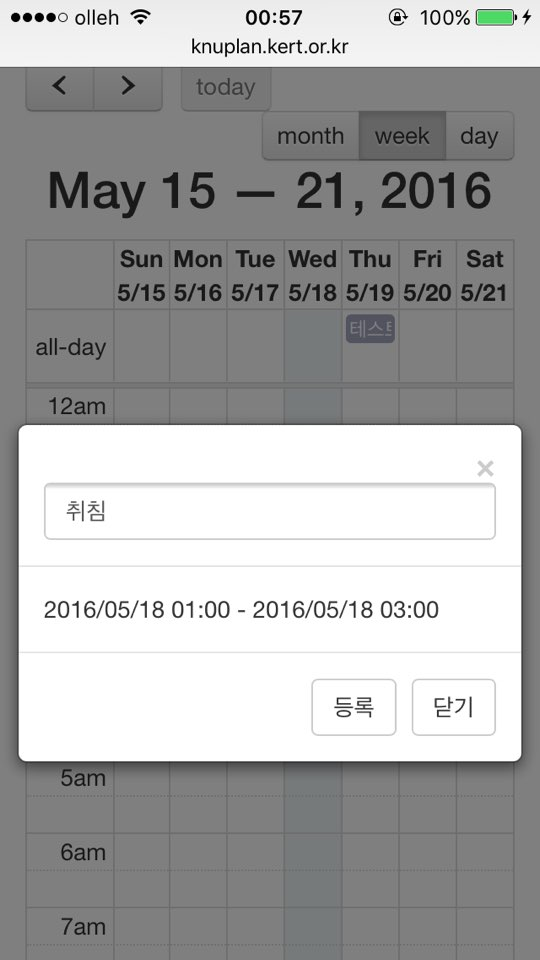 olleh 00:57 100%
knuplan.kert.or.kr
< > today
month week day
May 15 — 21, 2016
Sun Mon Tue Wed Thu Fri Sat
5/15 5/16 5/17 5/18 5/19 5/20 5/21
all-day 테스트
12am
×
취침
2016/05/18 01:00 - 2016/05/18 03:00
등록 닫기
5am
6am
7am